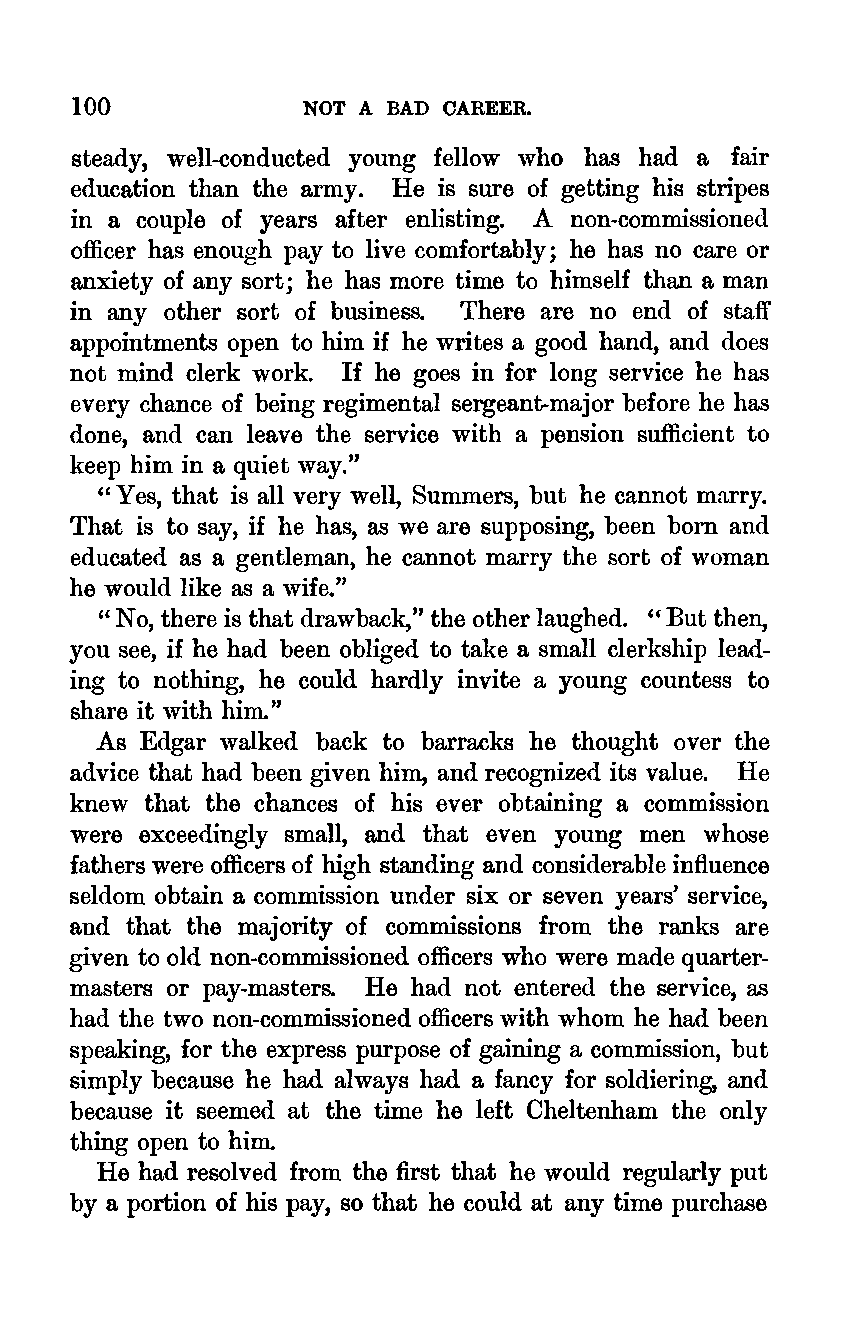 100 NOT A BAD CAREER.
steady, well-conducted young fellow who has had a fair
education than the army. He is sure of getting his stripes
in a couple of years after enlisting. A non-commissioned
officer has enough pay to live comfortably; he has no care or
anxiety of any sort; he has more time to himself than a man
in any other sort of business. There are no end of staff
appointments open to him if he writes a good hand, and does
not mind clerk work. If he goes in for long service he has
every chance of being regimental sergeant-major before he has
done, and can leave the service with a pension sufficient to
keep him in a quiet way."
"Yes, that is all very well, Summers, but he cannot marry.
That is to say, if he has, as we are supposing, been born and
educated as a gentleman, he cannot marry the sort of woman
he would like as a wife."
"No, there is that drawback," the other laughed. "But then,
you see, if he had been obliged to take a small clerkship lead-
ing to nothing, he could hardly invite a young countess to
share it with him."
As Edgar walked back to barracks he thought over the
advice that had been given him, and recognized its value. He
knew that the chances of his ever obtaining a commission
were exceedingly small, and that even young men whose
fathers were officers of high standing and considerable influence
seldom obtain a commission under six or seven years' service,
and that the majority of commissions from the ranks are
given to old non-commissioned officers who were made quarter-
masters or pay-masters. He had not entered the service, as
had the two non-commissioned officers with whom he had been
speaking, for the express purpose of gaining a commission, but
simply because he had always had a fancy for soldiering, and
because it seemed at the time he left Cheltenham the only
thing open to him.
He had resolved from the first that he would regularly put
by a portion of his pay, so that he could at any time purchase